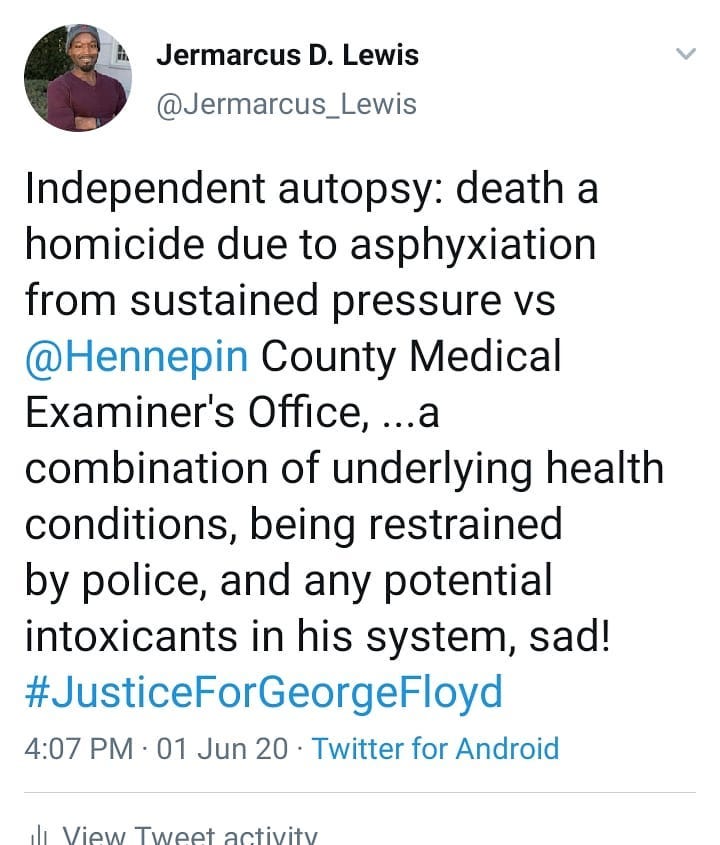 Jermarcus D. Lewis
@Jermarcus_Lewis
Independent autopsy: death a
homicide due to asphyxiation
from sustained pressure vs
@Hennepin County Medical
Examiner's Office, ...a
combination of underlying health
conditions, being restrained
by police, and any potential
intoxicants in his system, sad!
#JusticeForGeorgeFloyd
4:07 PM · 01 Jun 20 · Twitter for Android
View Tweet activity